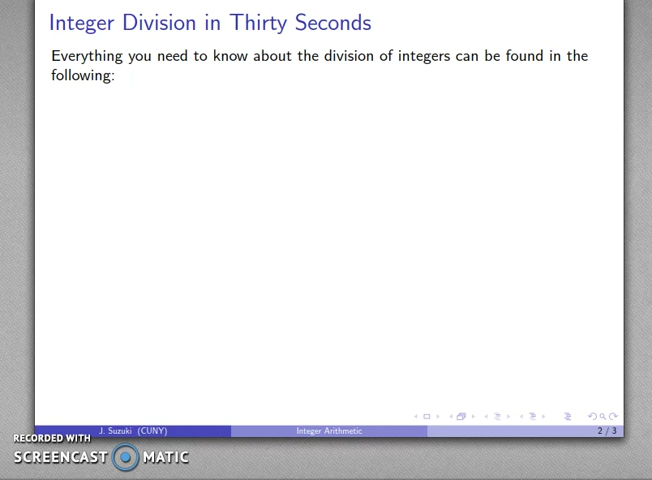 Integer Division in Thirty Seconds
Everything you need to know about the division of integers can be found in the
following:
J. Suzuki (CUNY)
Integer Arithmetic
2 / 3
RECORDED WITH
SCREENCAST MATIC